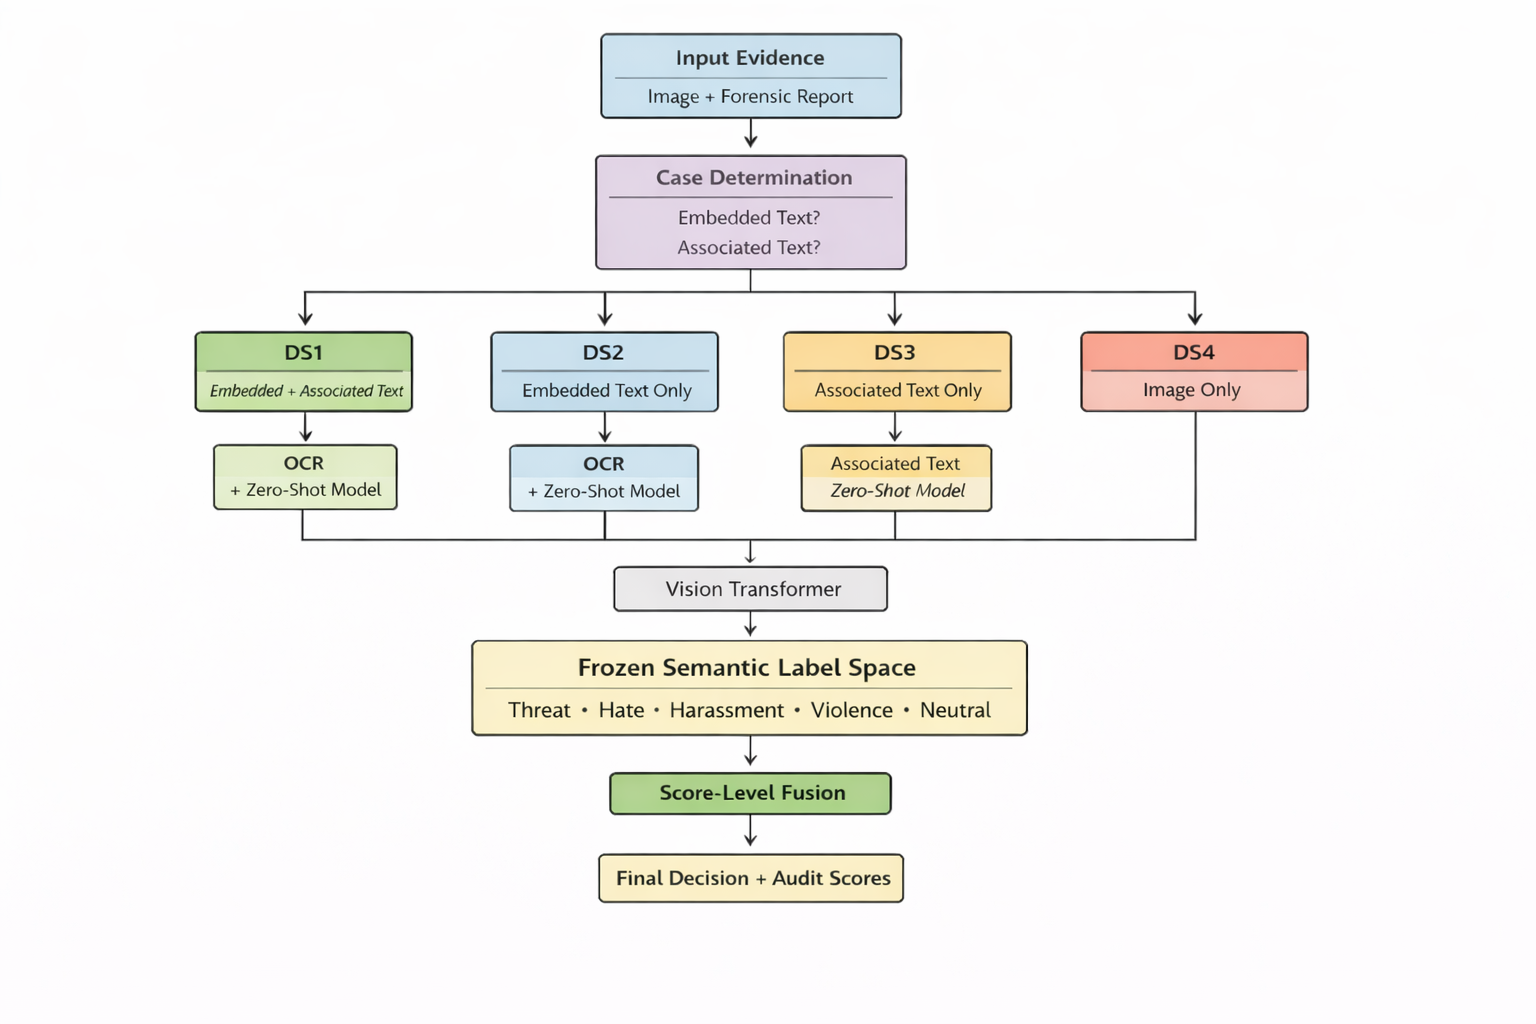 Input Evidence
Image + Forensic Report
Case Determination
Embedded Text?
Associated Text?
DS1
Embedded + Associated Text
DS2
Embedded Text Only
DS3
Associated Text Only
DS4
Image Only
OCR
+ Zero-Shot Model
OCR
+ Zero-Shot Model
Associated Text
Zero-Shot Model
Vision Transformer
Frozen Semantic Label Space
Threat • Hate • Harassment • Violence • Neutral
Score-Level Fusion
Final Decision + Audit Scores